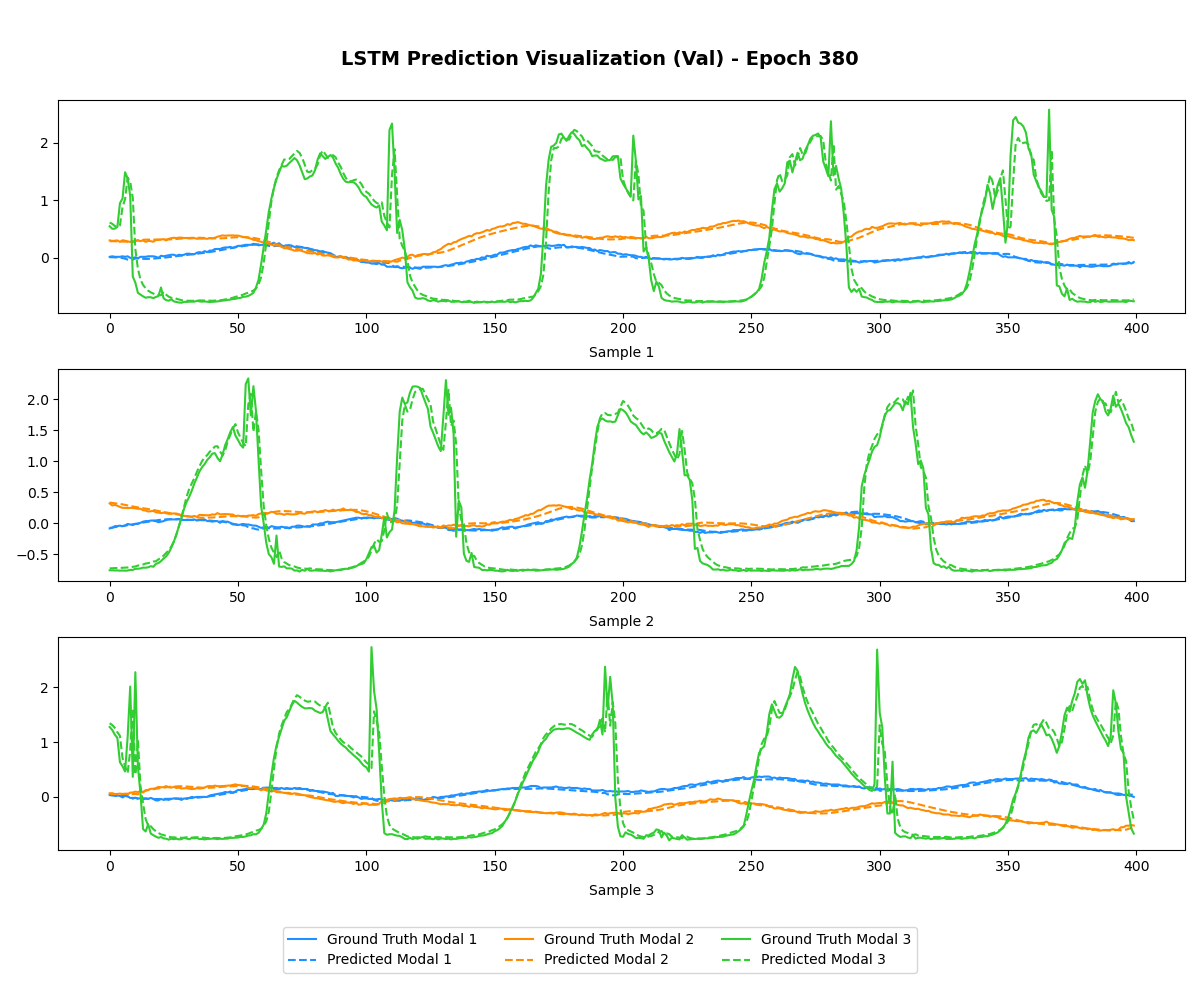 LSTM Prediction Visualization (Val) - Epoch 380
2
1
0
0 50 100 150 200 250 300 350 400
Sample 1
2.0
1.5
1.0
0.5
0.0
−0.5
0 50 100 150 200 250 300 350 400
Sample 2
2
1
0
0 50 100 150 200 250 300 350 400
Sample 3
Ground Truth Modal 1 Ground Truth Modal 2 Ground Truth Modal 3
Predicted Modal 1 Predicted Modal 2 Predicted Modal 3